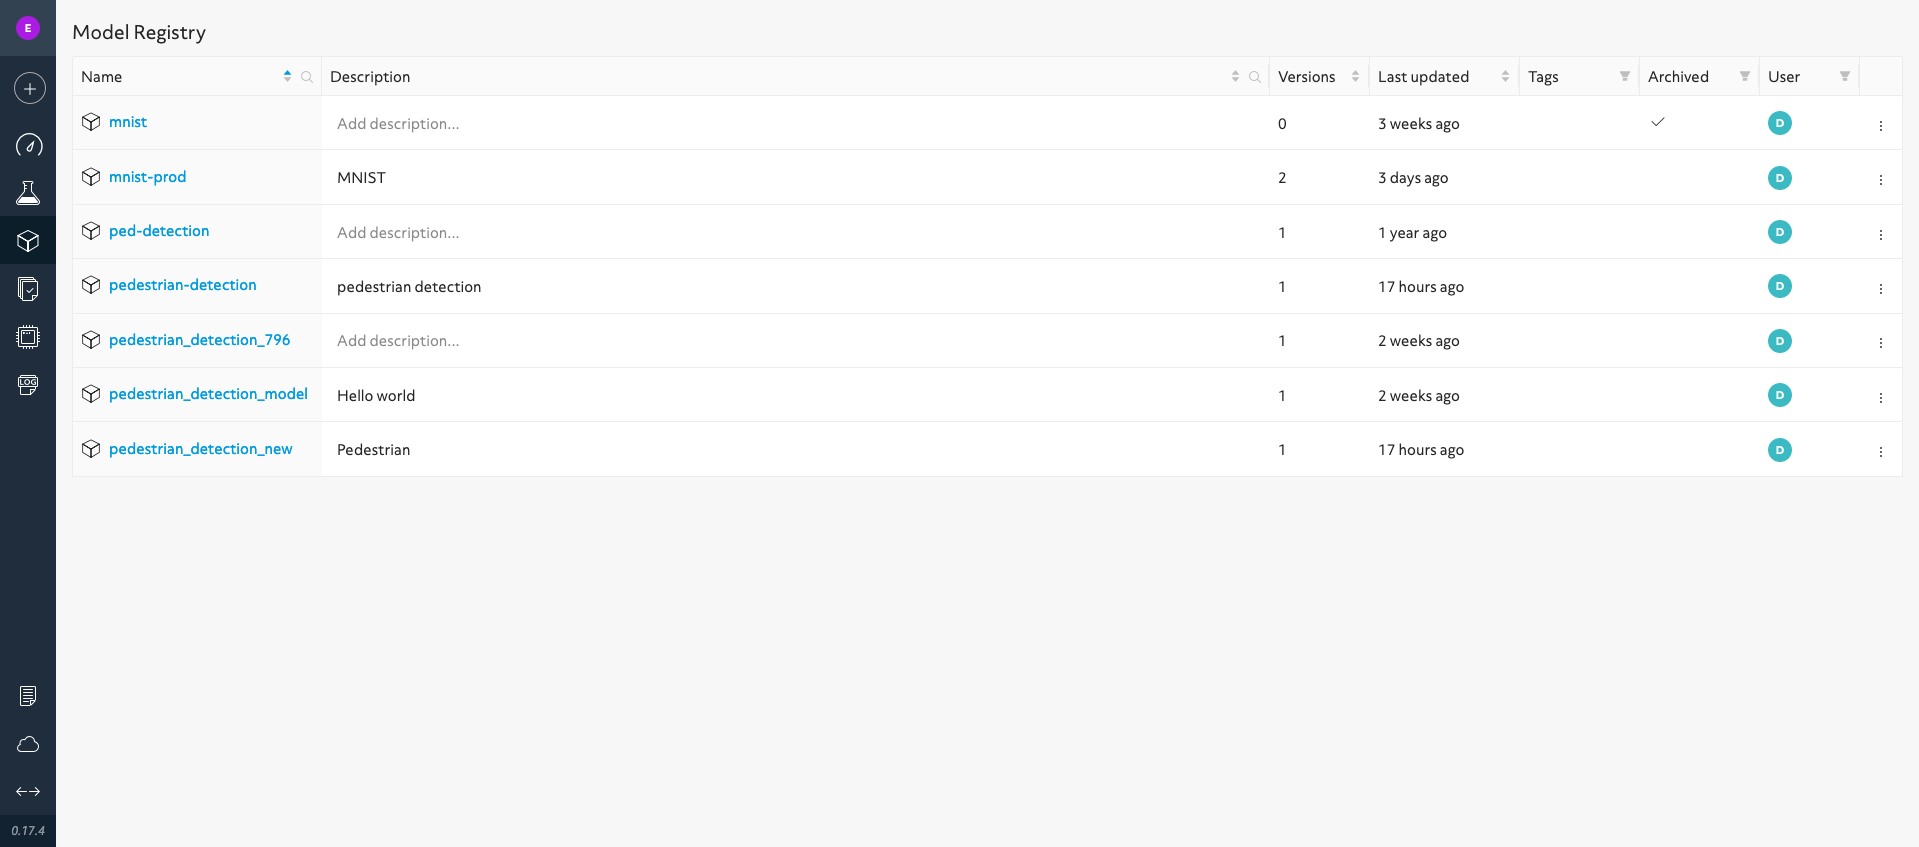 E
Model Registry
Name Description Versions Last updated Tags Archived User
mnist Add description... 0 3 weeks ago D
mnist-prod MNIST 2 3 days ago D
ped-detection Add description... 1 1 year ago D
pedestrian-detection pedestrian detection 1 17 hours ago D
pedestrian_detection_796 Add description... 1 2 weeks ago D
pedestrian_detection_model Hello world 1 2 weeks ago D
LOG
pedestrian_detection_new Pedestrian 1 17 hours ago D
0.17.4